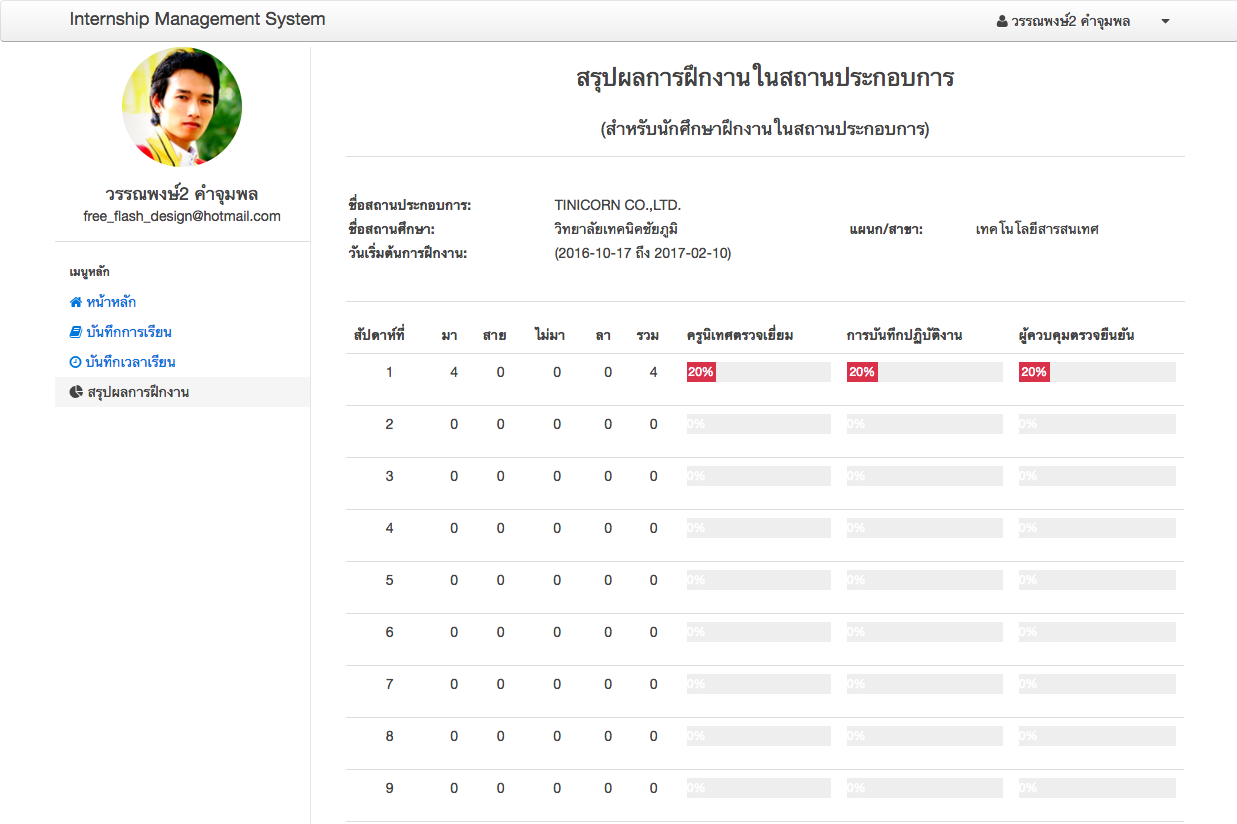 Internship Management System
วรรณพงษ์2 คำจุมพล
วรรณพงษ์2 คำจุมพล
free_flash_design@hotmail.com
เมนูหลัก
หน้าหลัก
บันทึกการเรียน
บันทึกเวลาเรียน
สรุปผลการฝึกงาน
สรุปผลการฝึกงานในสถานประกอบการ
(สำหรับนักศึกษาฝึกงานในสถานประกอบการ)
ชื่อสถานประกอบการ: TINICORN CO.,LTD.
ชื่อสถานศึกษา: วิทยาลัยเทคนิคชัยภูมิ แผนก/สาขา: เทคโนโลยีสารสนเทศ
วันเริ่มต้นการฝึกงาน: (2016-10-17 ถึง 2017-02-10)
สัปดาห์ที่ มา สาย ไม่มา ลา รวม ครูนิเทศตรวจเยี่ยม การบันทึกปฏิบัติงาน ผู้ควบคุมตรวจยืนยัน
1 4 0 0 0 4 20% 20% 20%
2 0 0 0 0 0 0% 0% 0%
3 0 0 0 0 0 0% 0% 0%
4 0 0 0 0 0 0% 0% 0%
5 0 0 0 0 0 0% 0% 0%
6 0 0 0 0 0 0% 0% 0%
7 0 0 0 0 0 0% 0% 0%
8 0 0 0 0 0 0% 0% 0%
9 0 0 0 0 0 0% 0% 0%